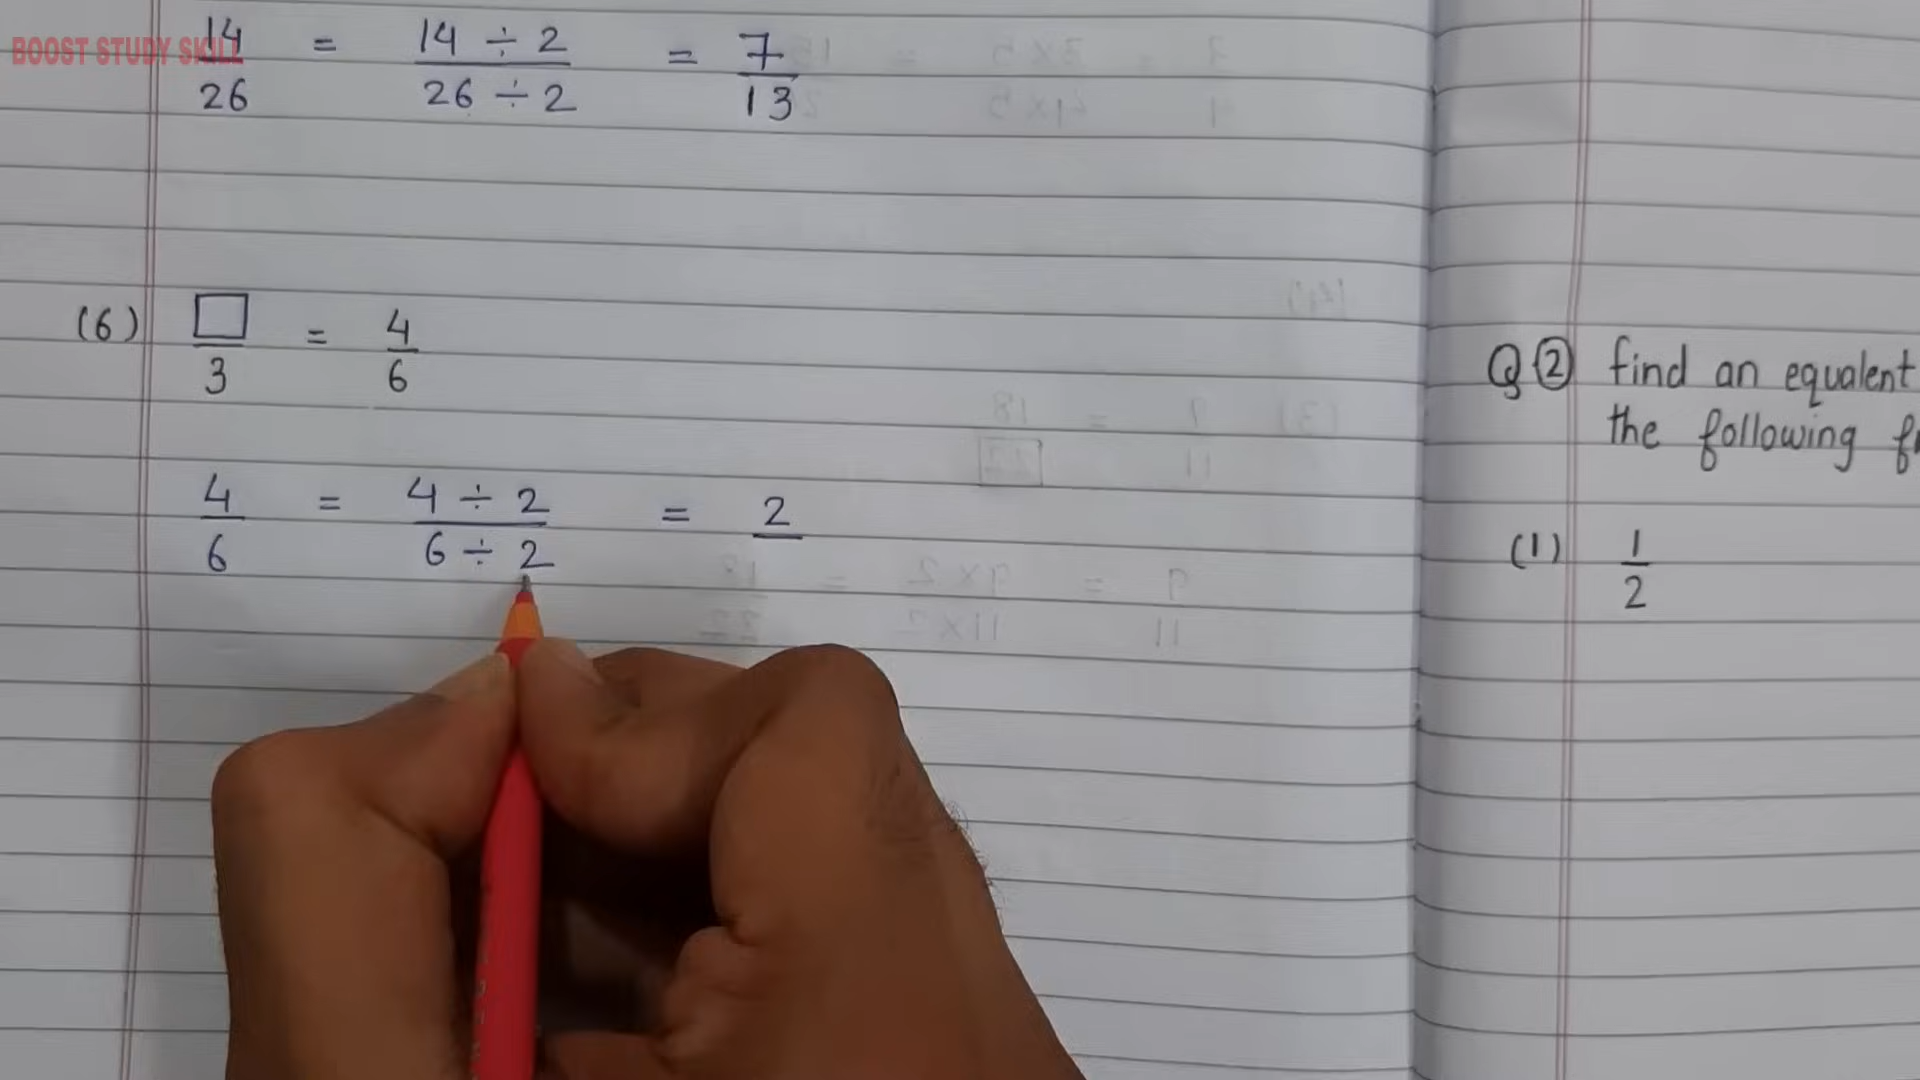 BOOST STUDY SKILL
14/26 = 14 ÷ 2/26 ÷ 2 = 7/13
(6) □/3 = 4/6
4/6 = 4 ÷ 2/6 ÷ 2 = 2
Q② find an equalent
the following
(1) 1/2